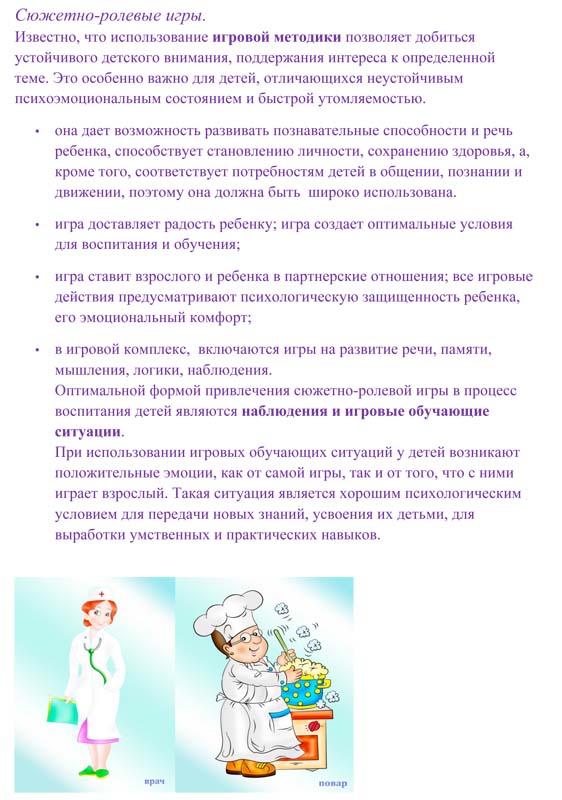 Сюжетно-ролевые игры.
Известно, что использование игровой методики позволяет добиться
устойчивого детского внимания, поддержания интереса к определенной
теме. Это особенно важно для детей, отличающихся неустойчивым
психоэмоциональным состоянием и быстрой утомляемостью.
• она дает возможность развивать познавательные способности и речь
ребенка, способствует становлению личности, сохранению здоровья, а,
кроме того, соответствует потребностям детей в общении, познании и
движении, поэтому она должна быть широко использована.
• игра доставляет радость ребенку; игра создает оптимальные условия
для воспитания и обучения;
• игра ставит взрослого и ребенка в партнерские отношения; все игровые
действия предусматривают психологическую защищенность ребенка,
его эмоциональный комфорт;
• в игровой комплекс, включаются игры на развитие речи, памяти,
мышления, логики, наблюдения.
Оптимальной формой привлечения сюжетно-ролевой игры в процесс
воспитания детей являются наблюдения и игровые обучающие
ситуации.
При использовании игровых обучающих ситуаций у детей возникают
положительные эмоции, как от самой игры, так и от того, что с ними
играет взрослый. Такая ситуация является хорошим психологическим
условием для передачи новых знаний, усвоения их детьми, для
выработки умственных и практических навыков.
врач
повар